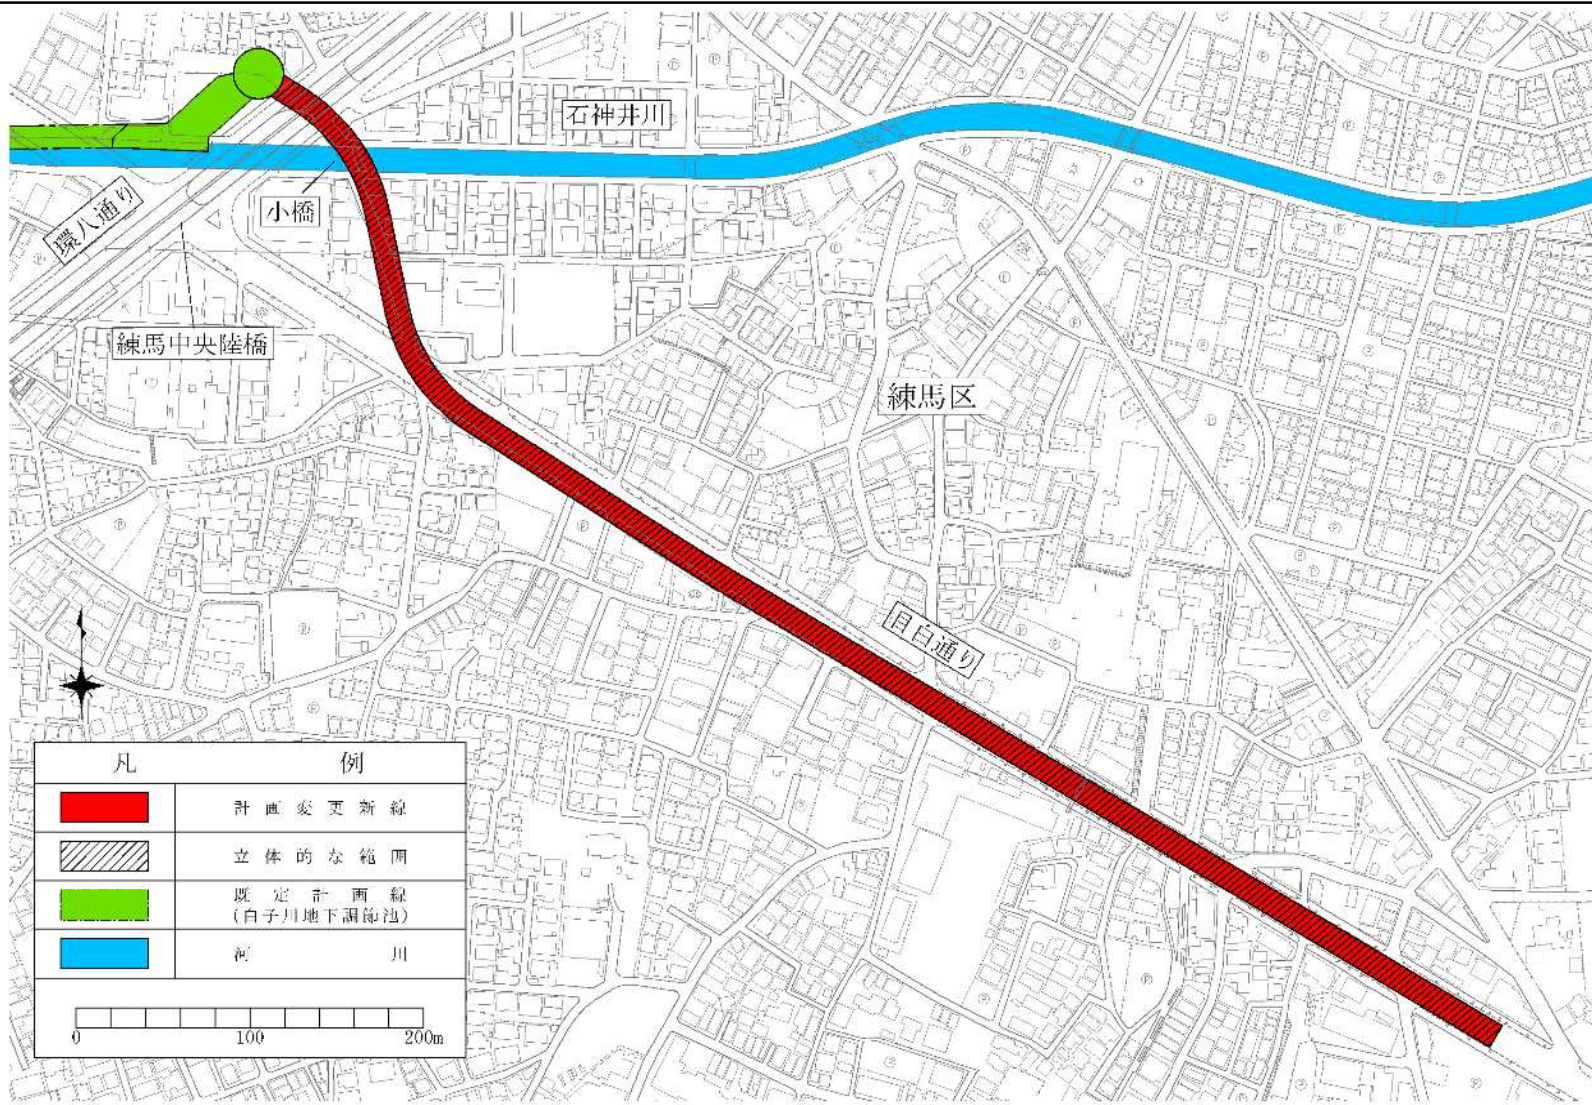 石神井川
小橋
環八通り
練馬中央陸橋
練馬区
目白通り
凡 例
計画変更新線
立体的な範囲
既定計画線
(白子川地下調節池)
河 川
0 100 200m